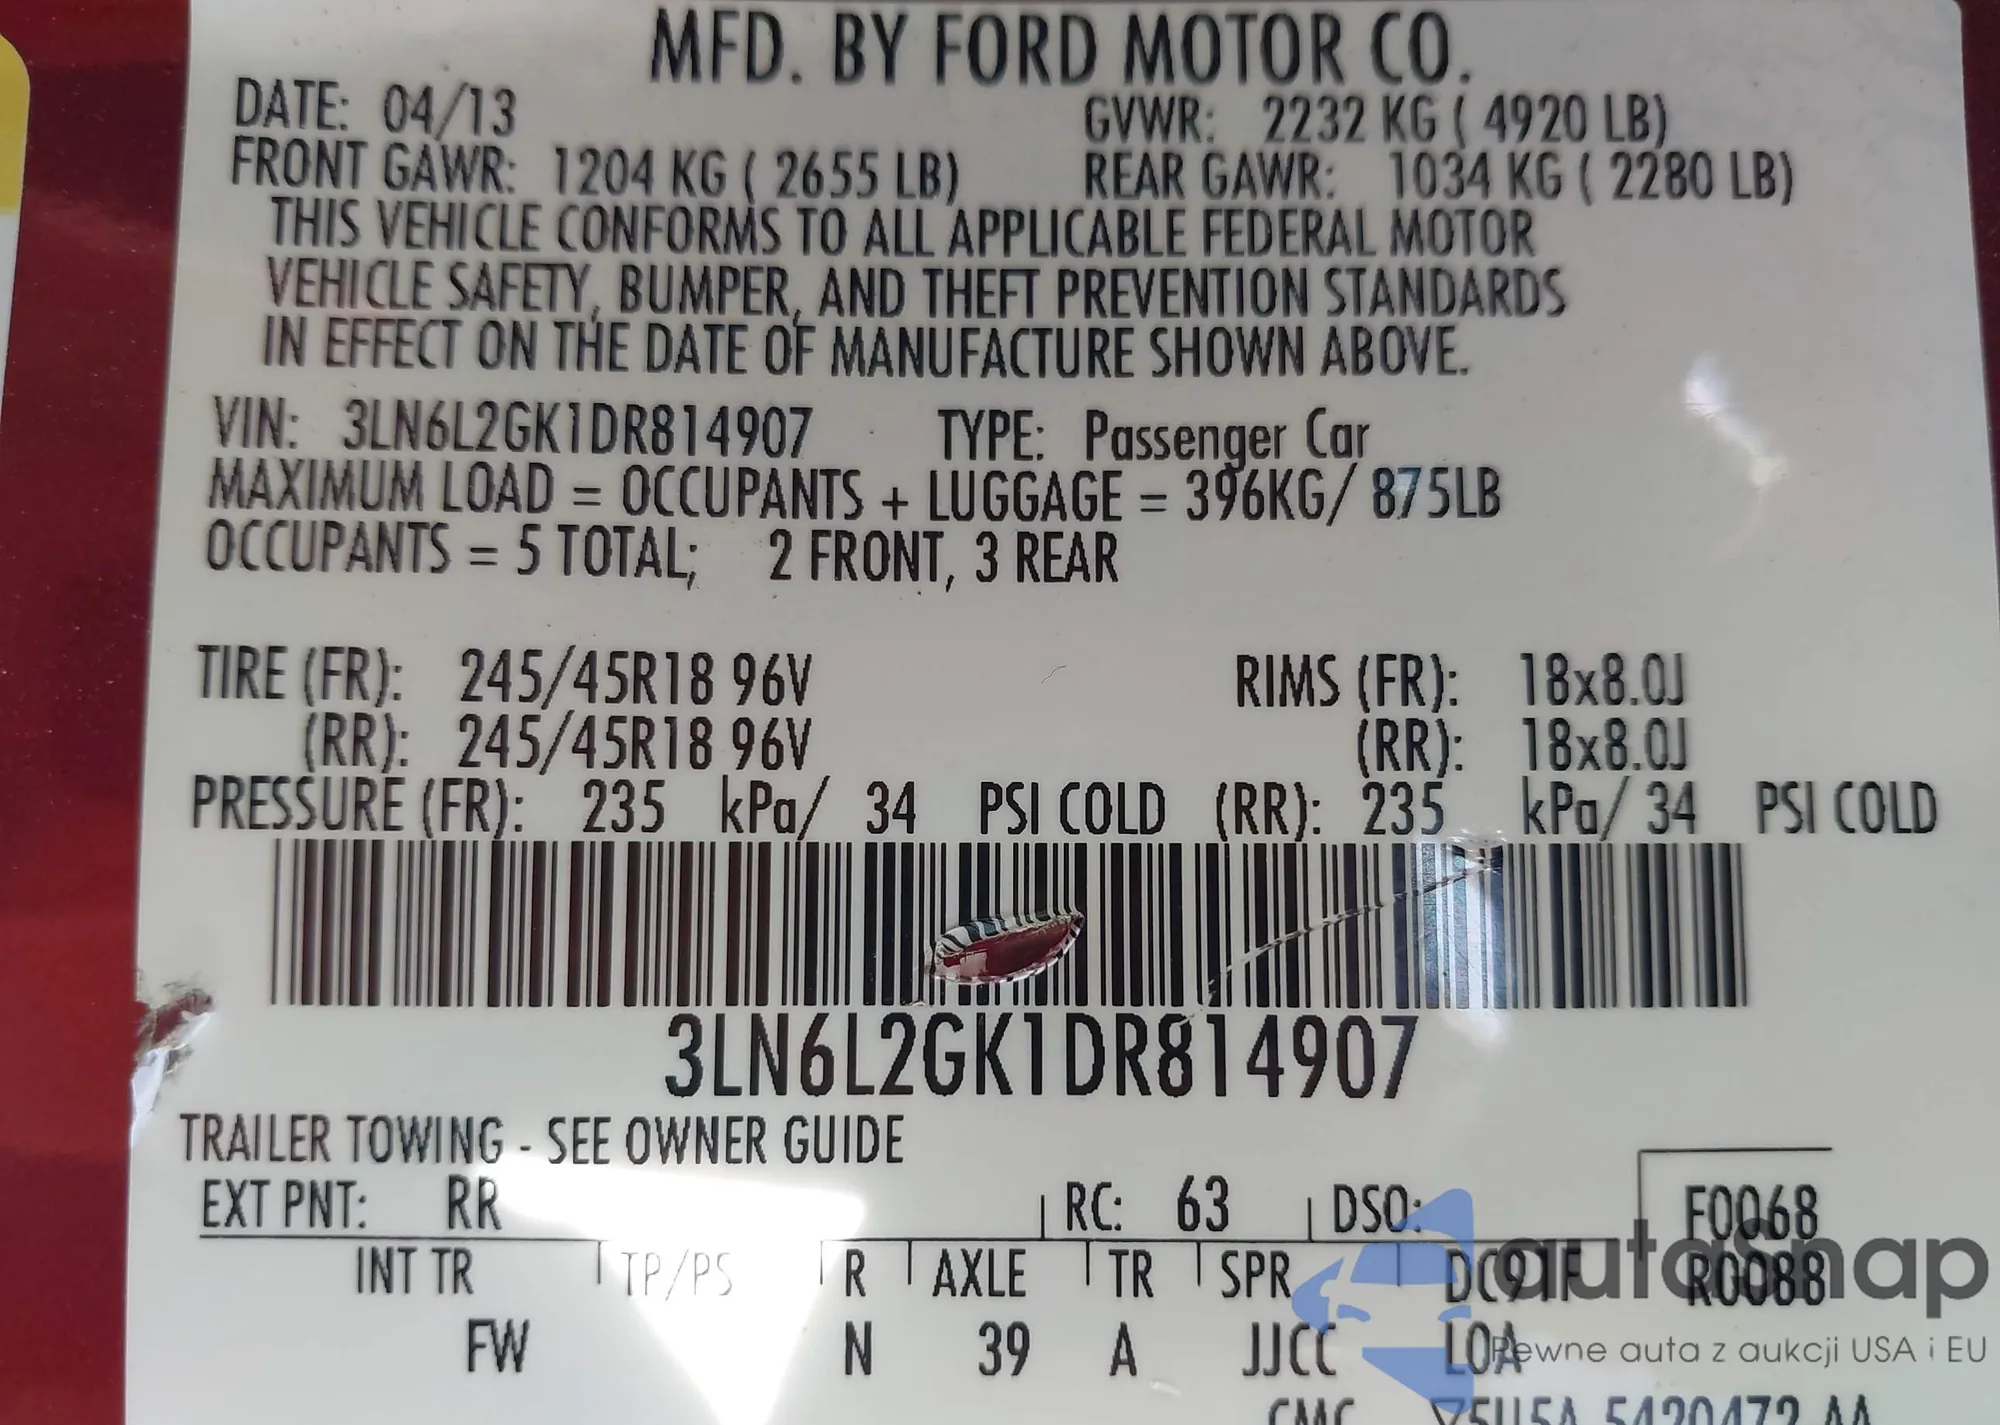 MFD. BY FORD MOTOR CO.
DATE: 04/13 GVWR: 2232 KG ( 4920 LB)
FRONT GAWR: 1204 KG ( 2655 LB) REAR GAWR: 1034 KG ( 2280 LB)
THIS VEHICLE CONFORMS TO ALL APPLICABLE FEDERAL MOTOR
VEHICLE SAFETY, BUMPER, AND THEFT PREVENTION STANDARDS
IN EFFECT ON THE DATE OF MANUFACTURE SHOWN ABOVE.
VIN: 3LN6L2GK1DR814907 TYPE: Passenger Car
MAXIMUM LOAD = OCCUPANTS + LUGGAGE = 396KG/ 875LB
OCCUPANTS = 5 TOTAL; 2 FRONT, 3 REAR
TIRE (FR): 245/45R18 96V RIMS (FR): 18x8.0J
(RR): 245/45R18 96V (RR): 18x8.0J
PRESSURE (FR): 235 kPa/ 34 PSI COLD (RR): 235 kPa/ 34 PSI COLD
3LN6L2GK1DR814907
TRAILER TOWING - SEE OWNER GUIDE
EXT PNT: RR RC: 63 DSO: F0068
INT TR TP/PS R AXLE TR SPR R0088
FW N 39 A JJCC
autosnap
Pewne auta z aukcji USA i EU